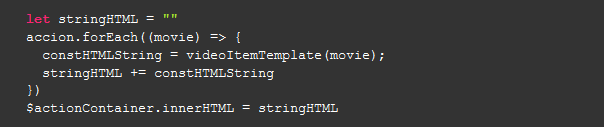 let stringHTML = ""
accion.forEach((movie) => {
  constHTMLString = videoItemTemplate(movie);
  stringHTML += constHTMLString
})
$actionContainer.innerHTML = stringHTML